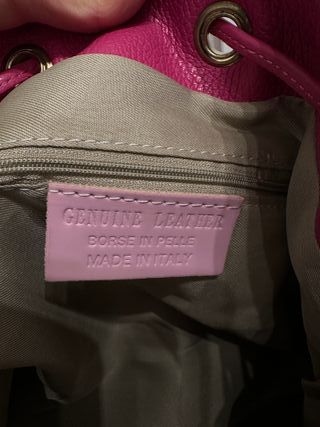 GENUINE LEATHER
BORSE IN PELLE
MADE IN ITALY